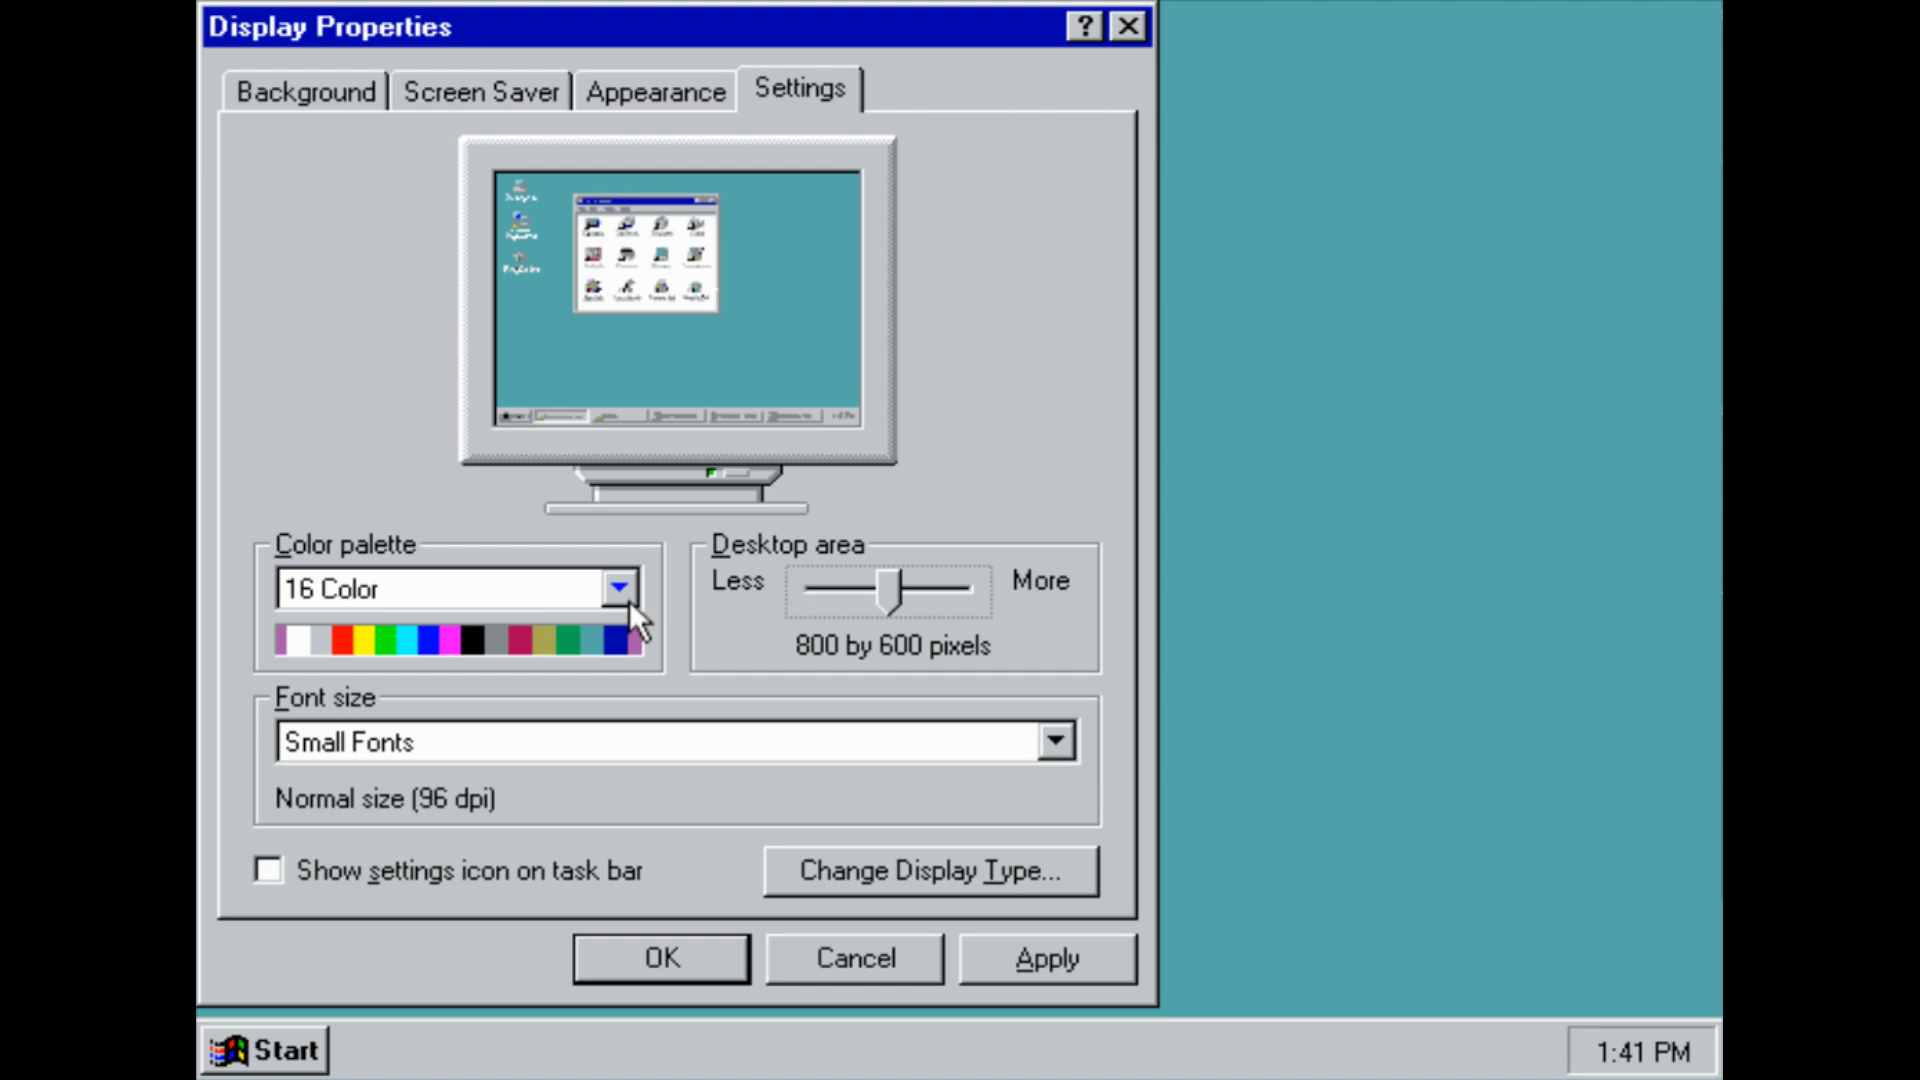 Display Properties
Background Screen Saver Appearance Settings
Color palette
16 Color
Desktop area
Less More
800 by 600 pixels
Font size
Small Fonts
Normal size (96 dpi)
Show settings icon on task bar
Change Display Type...
OK Cancel Apply
Start 1:41 PM